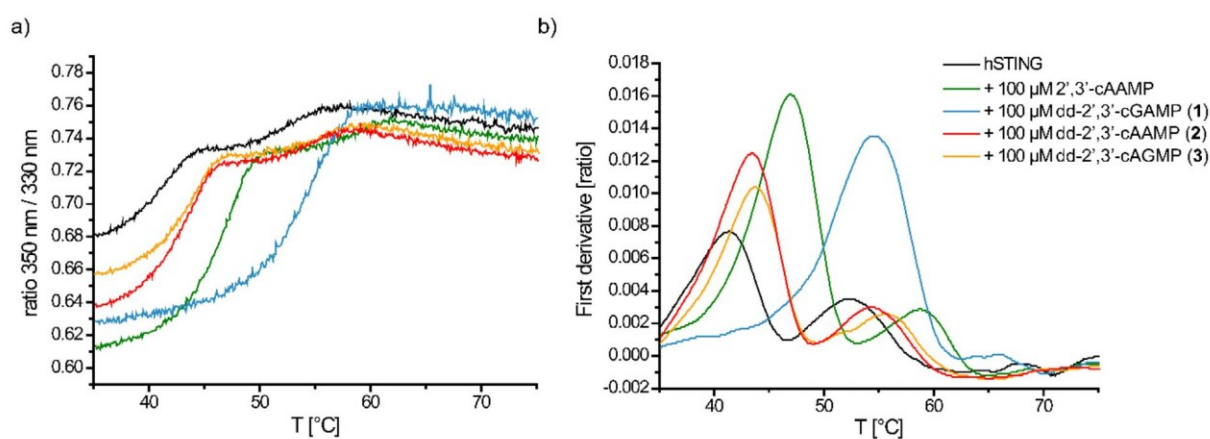 a)
ratio 350 nm / 330 nm
0.78
0.76
0.74
0.72
0.70
0.68
0.66
0.64
0.62
0.60
40
50
60
70
T [°C]
b)
First derivative [ratio]
0.018
0.016
0.014
0.012
0.010
0.008
0.006
0.004
0.002
0.000
-0.002
40
50
60
70
T [°C]
hSTING
+ 100 µM 2',3'-cAAMP
+ 100 µM dd-2',3'-cGAMP (1)
+ 100 µM dd-2',3'-cAAMP (2)
+ 100 µM dd-2',3'-cAGMP (3)